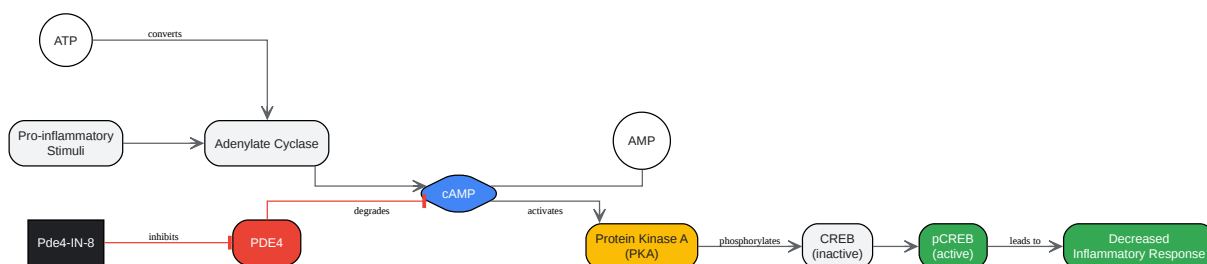 ATP
converts
Pro-inflammatory
Stimuli
Adenylate Cyclase
AMP
cAMP
degrades
activates
Pde4-IN-8
inhibits
PDE4
Protein Kinase A
(PKA)
phosphorylates
CREB
(inactive)
pCREB
(active)
leads to
Decreased
Inflammatory Response